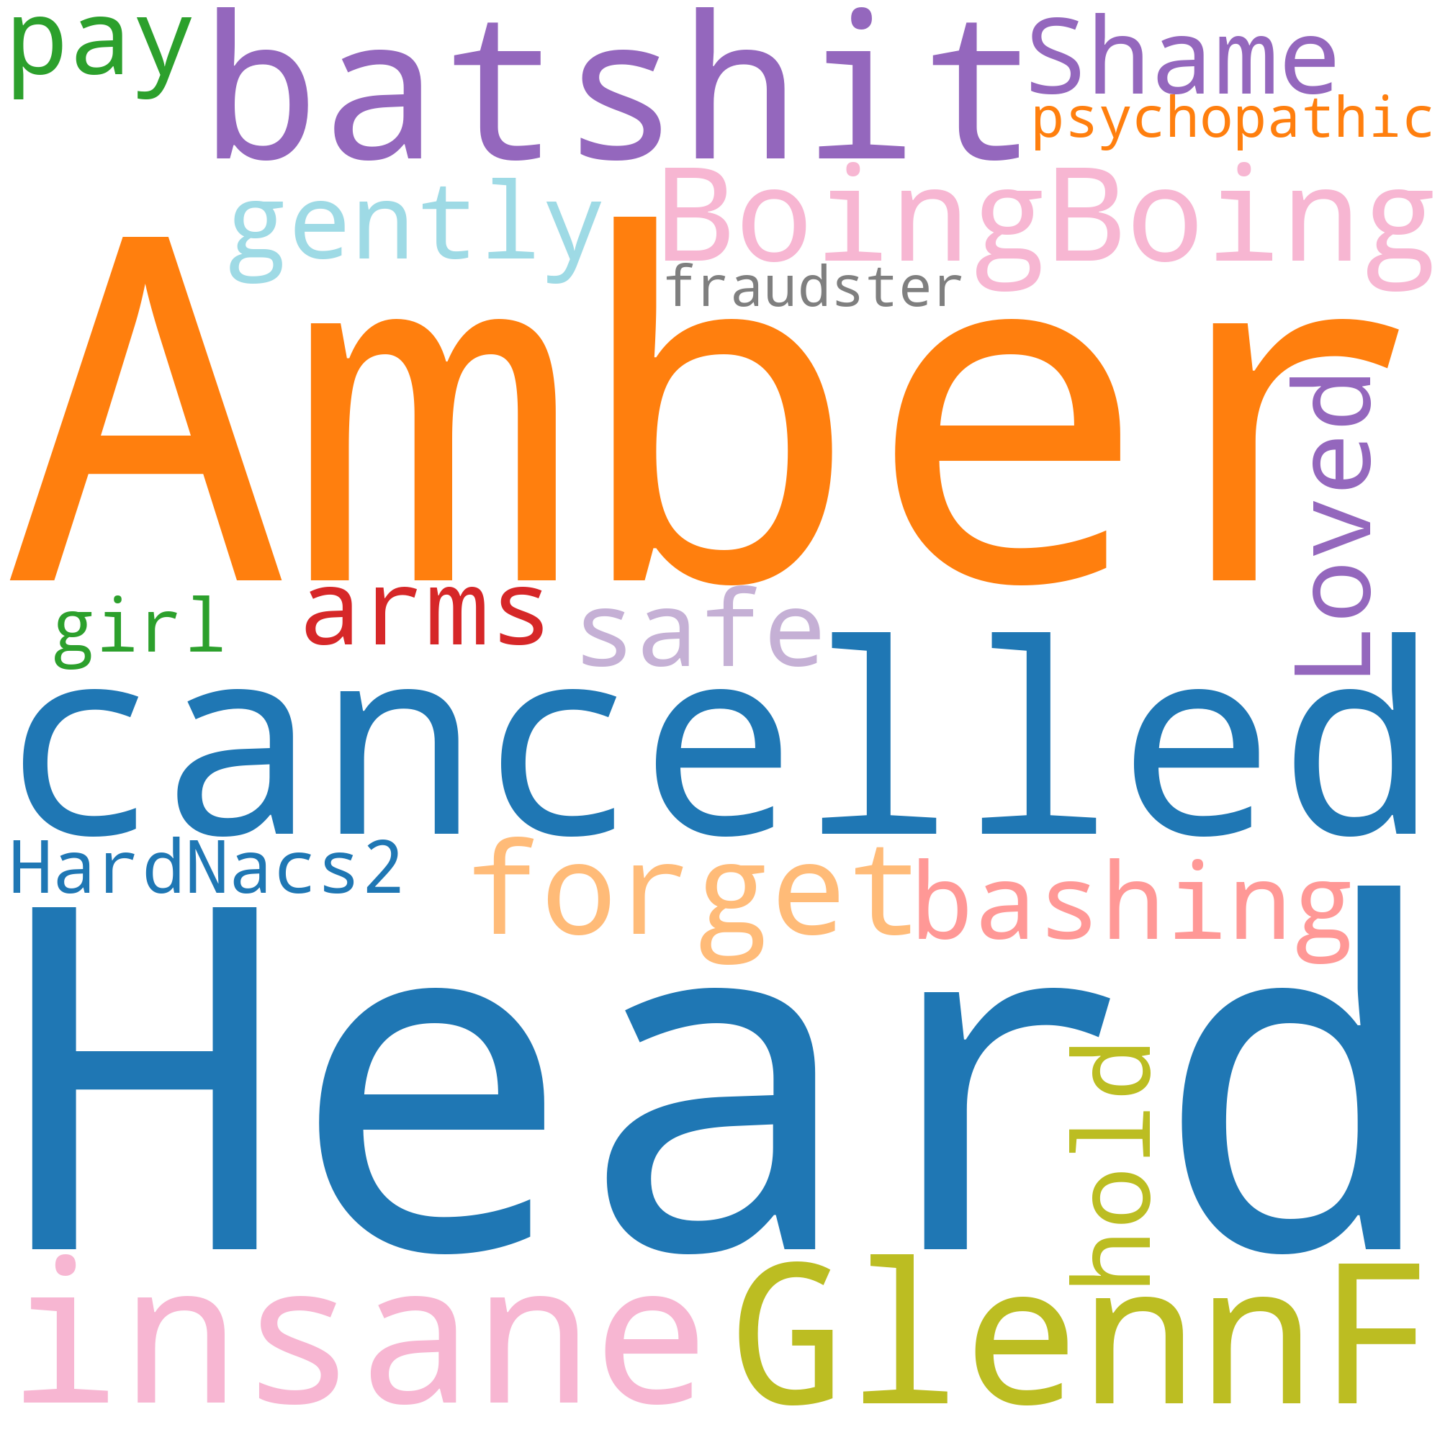 pay
batshit
Shame
psychopathic
gently
BoingBoing
fraudster
Amber
Loved
girl
arms
safe
cancelled
HardNacs2
forget
bashing
Heard
hold
insane
GlennF